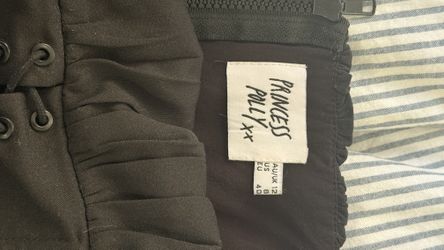 PRINCESS
POLLY xx
AU/UK 12
US 8
EU 40